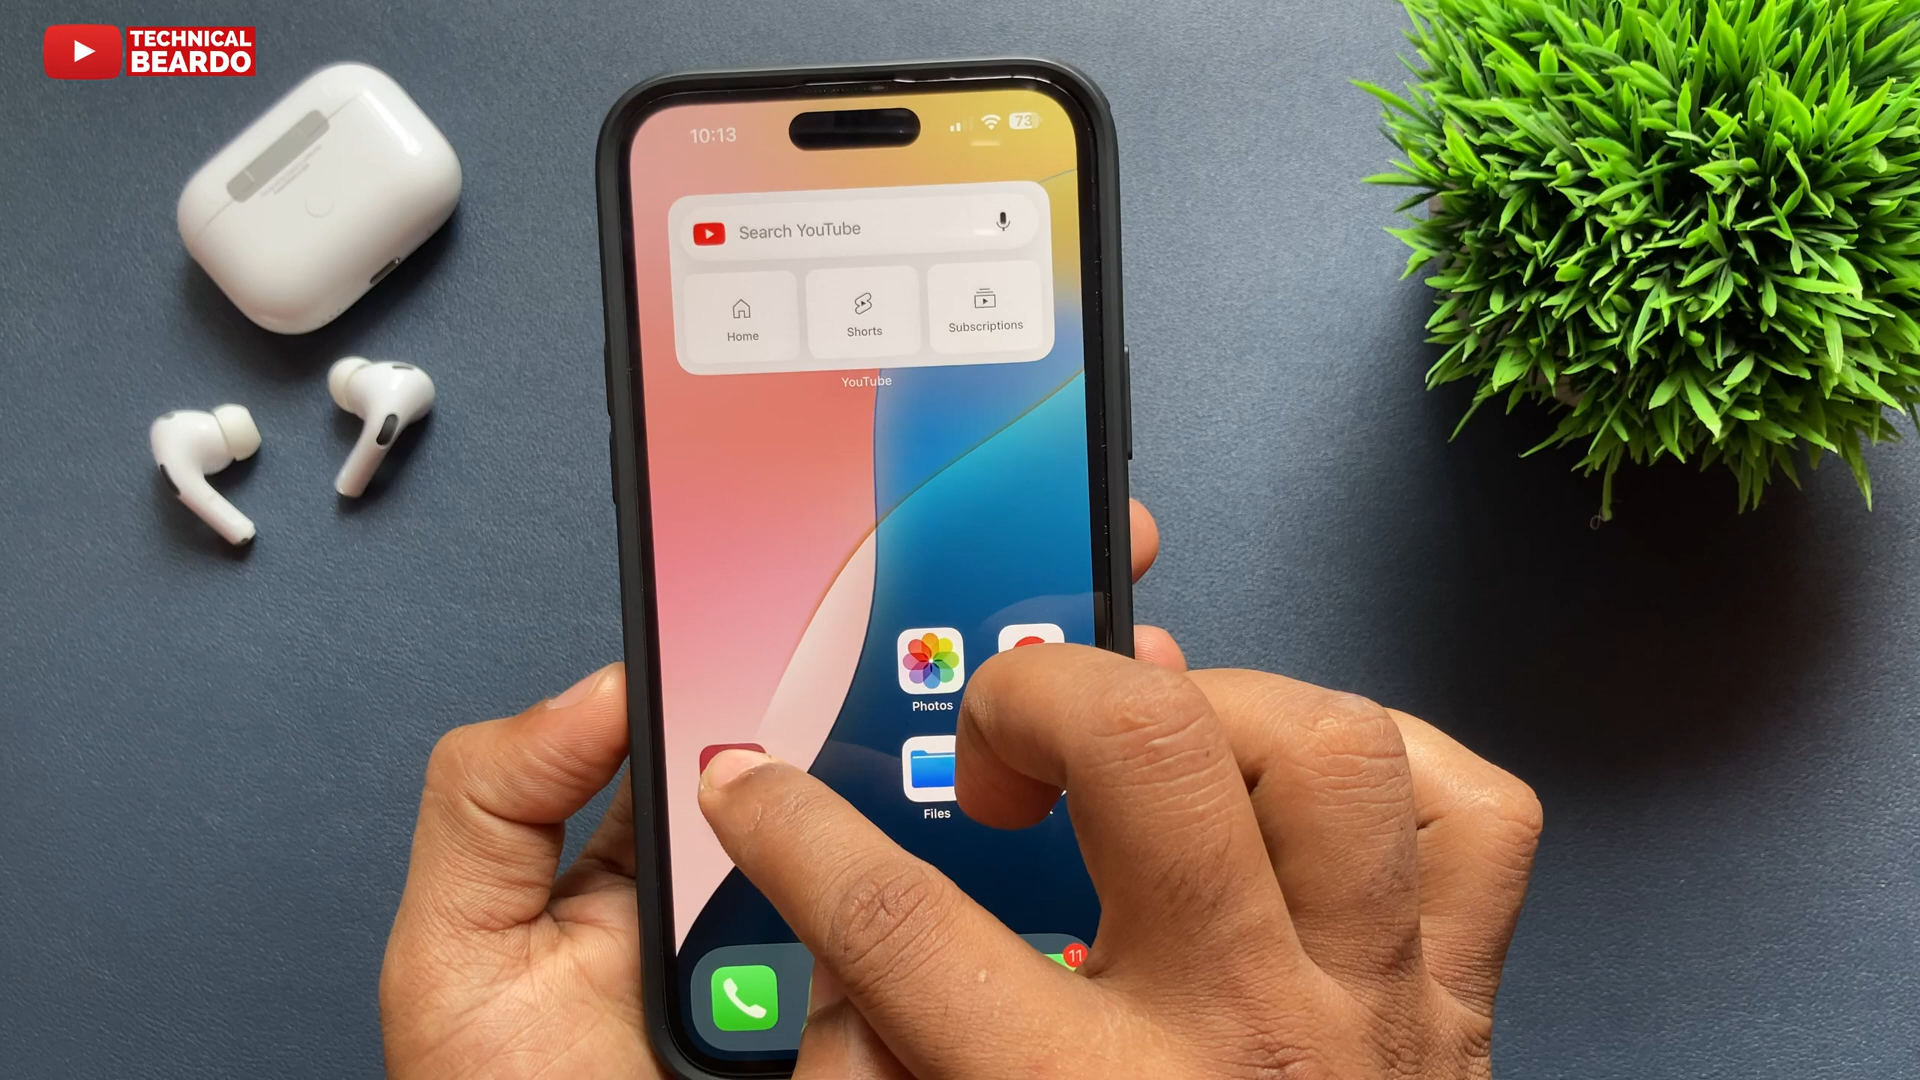 TECHNICAL
BEARDO
10:13
73
Search YouTube
Home
Shorts
Subscriptions
YouTube
Photos
Files
11